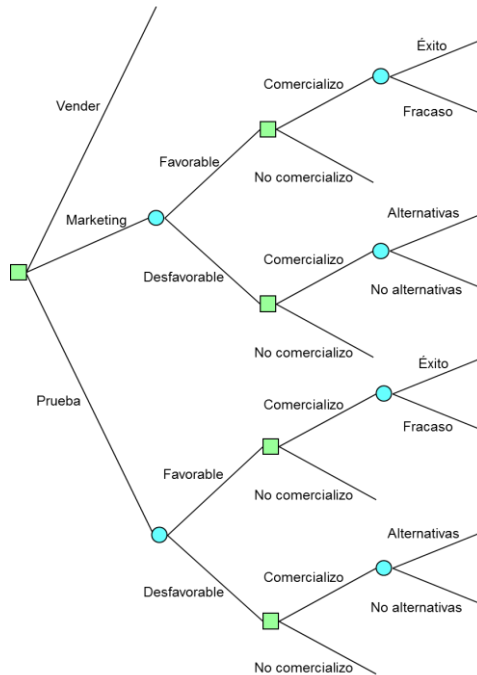 Éxito
Comercializo
Vender
Fracaso
Favorable
No comercializo
Marketing
Alternativas
Comercializo
Desfavorable
No alternativas
No comercializo
Éxito
Prueba
Comercializo
Fracaso
Favorable
No comercializo
Alternativas
Comercializo
Desfavorable
No alternativas
No comercializo